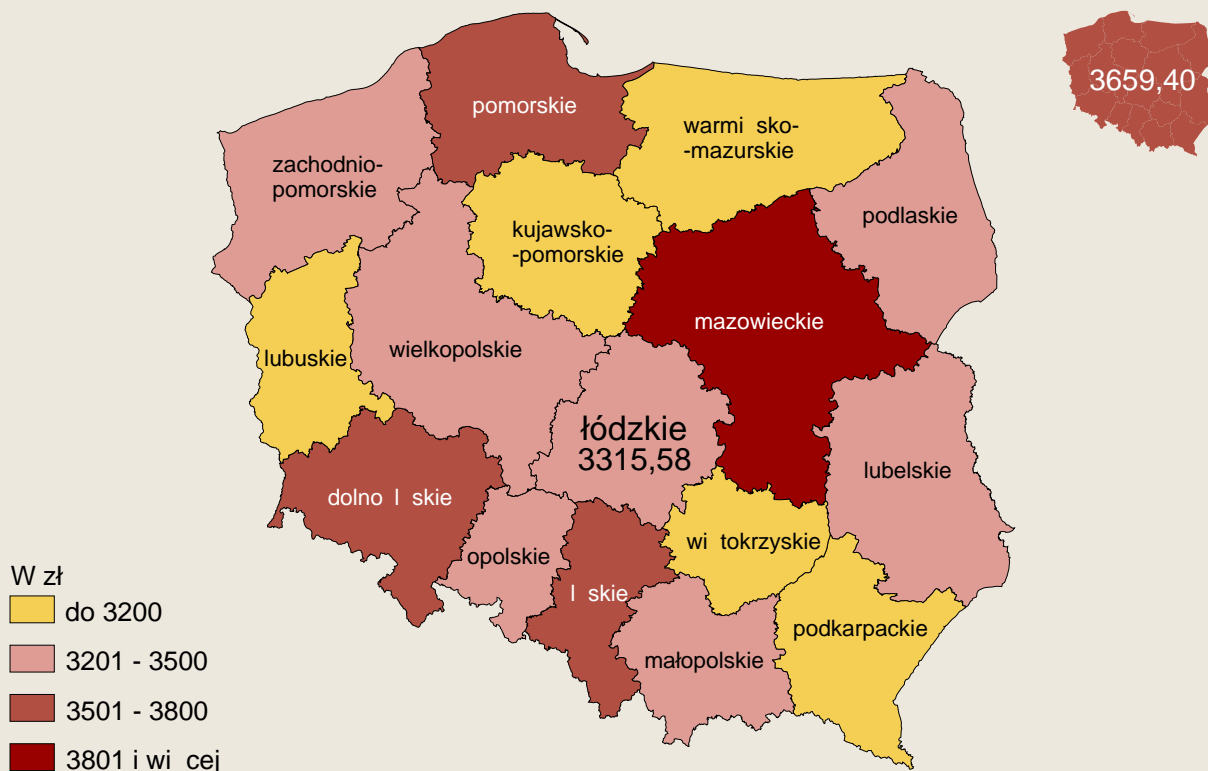 3659,40
pomorskie
warmi sko-
-mazurskie
zachodnio-
pomorskie
podlaskie
kujawsko-
-pomorskie
mazowieckie
wielkopolskie
lubuskie
łódzkie
3315,58
lubelskie
dolno l skie
wi tokrzyskie
opolskie
l skie
podkarpackie
małopolskie
W zł
do 3200
3201 - 3500
3501 - 3800
3801 i wi cej